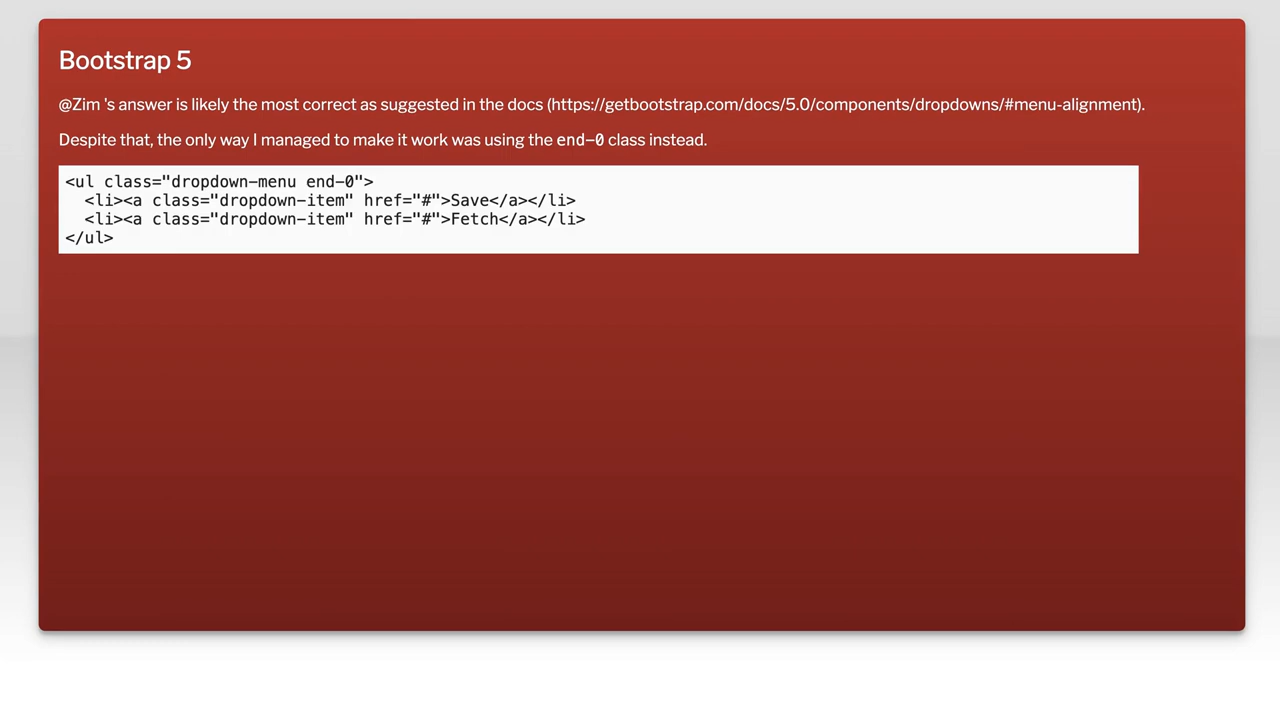 Bootstrap 5
@Zim 's answer is likely the most correct as suggested in the docs (https://getbootstrap.com/docs/5.0/components/dropdowns/#menu-alignment).
Despite that, the only way I managed to make it work was using the end-0 class instead.
<ul class="dropdown-menu end-0">
  <li><a class="dropdown-item" href="#">Save</a></li>
  <li><a class="dropdown-item" href="#">Fetch</a></li>
</ul>